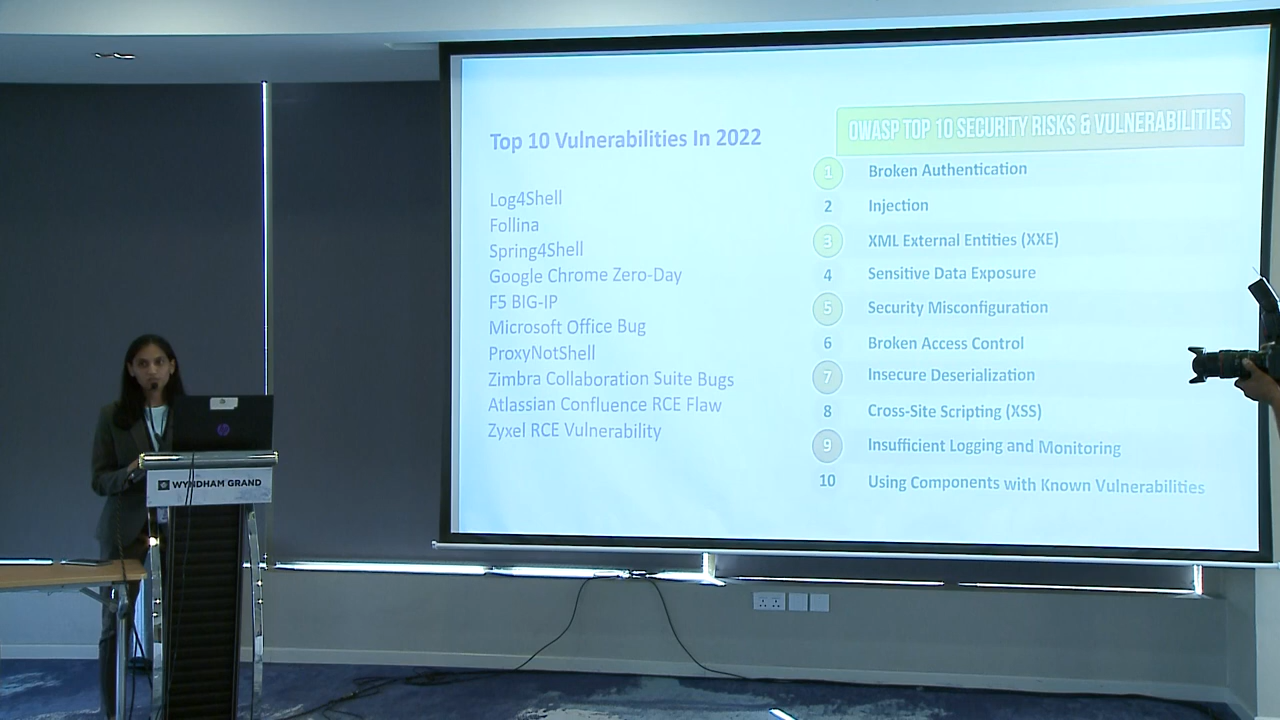 Top 10 Vulnerabilities In 2022
Log4Shell
Follina
Spring4Shell
Google Chrome Zero-Day
F5 BIG-IP
Microsoft Office Bug
ProxyNotShell
Zimbra Collaboration Suite Bugs
Atlassian Confluence RCE Flaw
Zyxel RCE Vulnerability
OWASP TOP 10 SECURITY RISKS & VULNERABILITIES
1 Broken Authentication
2 Injection
3 XML External Entities (XXE)
4 Sensitive Data Exposure
5 Security Misconfiguration
6 Broken Access Control
7 Insecure Deserialization
8 Cross-Site Scripting (XSS)
9 Insufficient Logging and Monitoring
10 Using Components with Known Vulnerabilities
hp
WYNDHAM GRAND